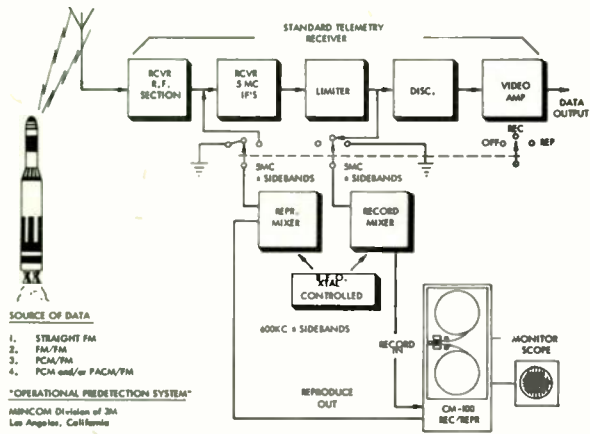 STANDARD TELEMETRY
RECEIVER
RCVR
R.F.
SECTION
RCVR
5 MC
IF'S
LIMITER
DISC.
VIDEO
AMP
DATA
OUTPUT
REC
OFF
REP
5MC
± SIDEBANDS
5MC
± SIDEBANDS
REPR.
MIXER
RECORD
MIXER
XTAL
CONTROLLED
600KC ± SIDEBANDS
RECORD
IN
MONITOR
SCOPE
REPRODUCE
OUT
CM-100
REC/REPR
SOURCE OF DATA
1. STRAIGHT FM
2. FM/FM
3. PCM/FM
4. PCM and/or PACM/FM
"OPERATIONAL PREDETECTION SYSTEM"
MINCOM Division of 3M
Los Angeles, California